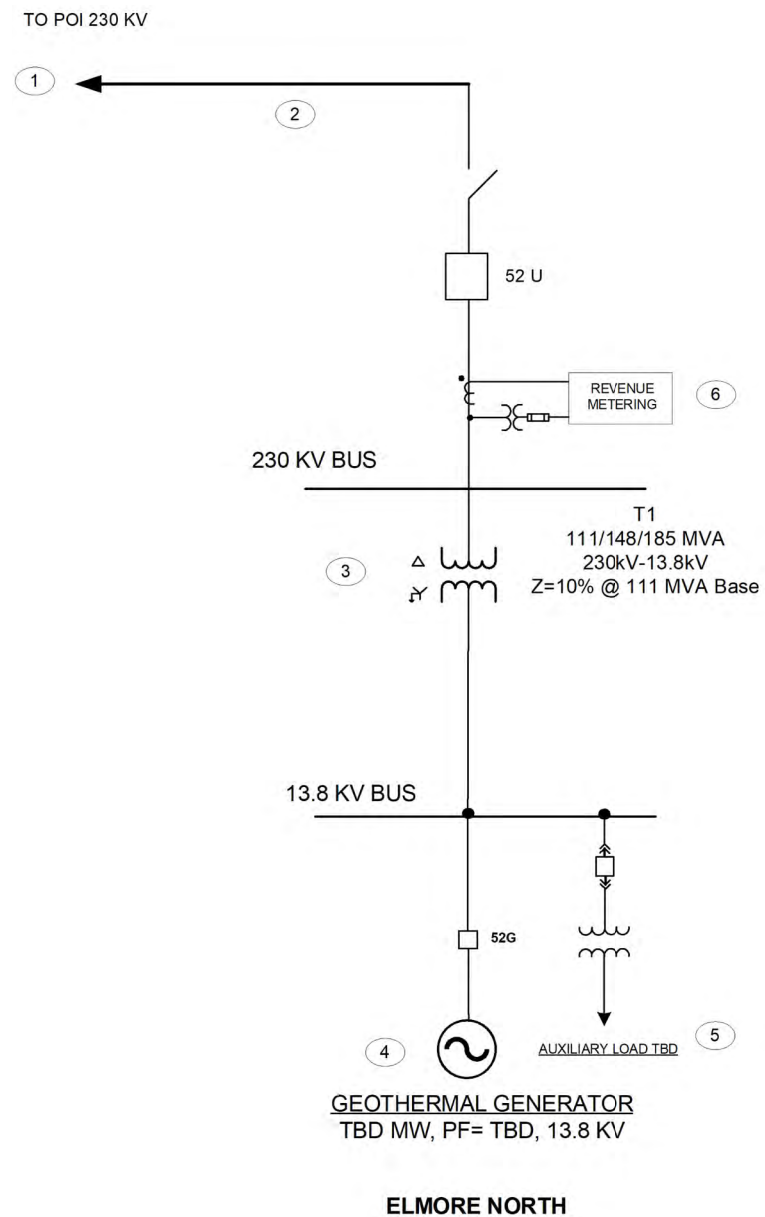 TO POI 230 KV
1
2
52 U
REVENUE
METERING
6
230 KV BUS
T1
111/148/185 MVA
230kV-13.8kV
Z=10% @ 111 MVA Base
3
13.8 KV BUS
52G
4
5
AUXILIARY LOAD TBD
GEOTHERMAL GENERATOR
TBD MW, PF= TBD, 13.8 KV
ELMORE NORTH